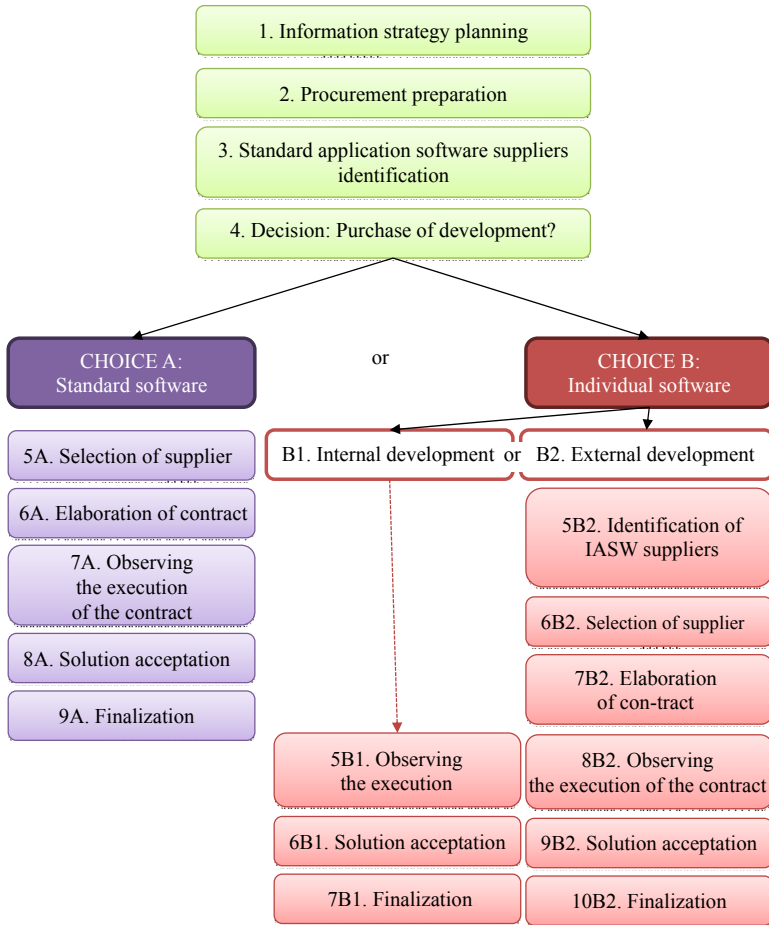 1. Information strategy planning
2. Procurement preparation
3. Standard application software suppliers
identification
4. Decision: Purchase of development?
CHOICE A:
Standard software
or
CHOICE B:
Individual software
5A. Selection of supplier
6A. Elaboration of contract
7A. Observing
the execution
of the contract
8A. Solution acceptation
9A. Finalization
B1. Internal development or B2. External development
5B1. Observing
the execution
6B1. Solution acceptation
7B1. Finalization
5B2. Identification of
IASW suppliers
6B2. Selection of supplier
7B2. Elaboration
of con-tract
8B2. Observing
the execution of the contract
9B2. Solution acceptation
10B2. Finalization